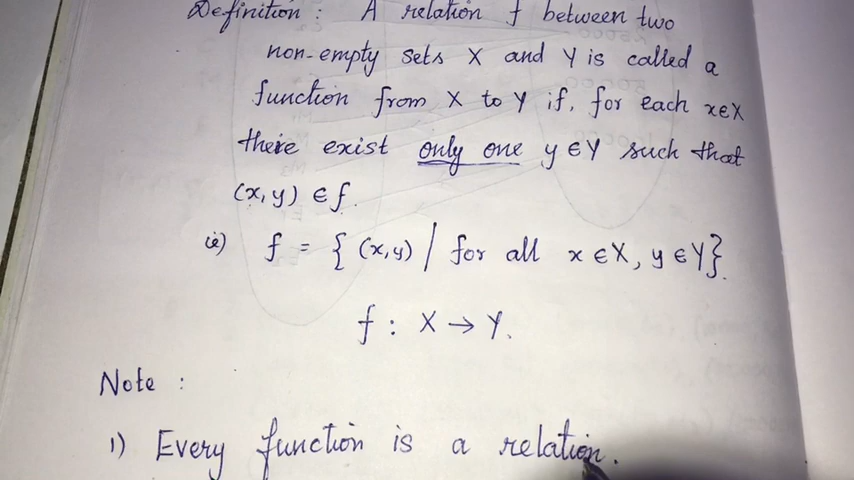 Definition : A relation f between two
non-empty sets X and Y is called a
function from X to Y if, for each x∈X
there exist only one y ∈Y such that
(x,y) ∈ f.
(ie) f = { (x,y) / for all x ∈X, y ∈Y}.
f : X → Y.
Note :
1) Every function is a relation.